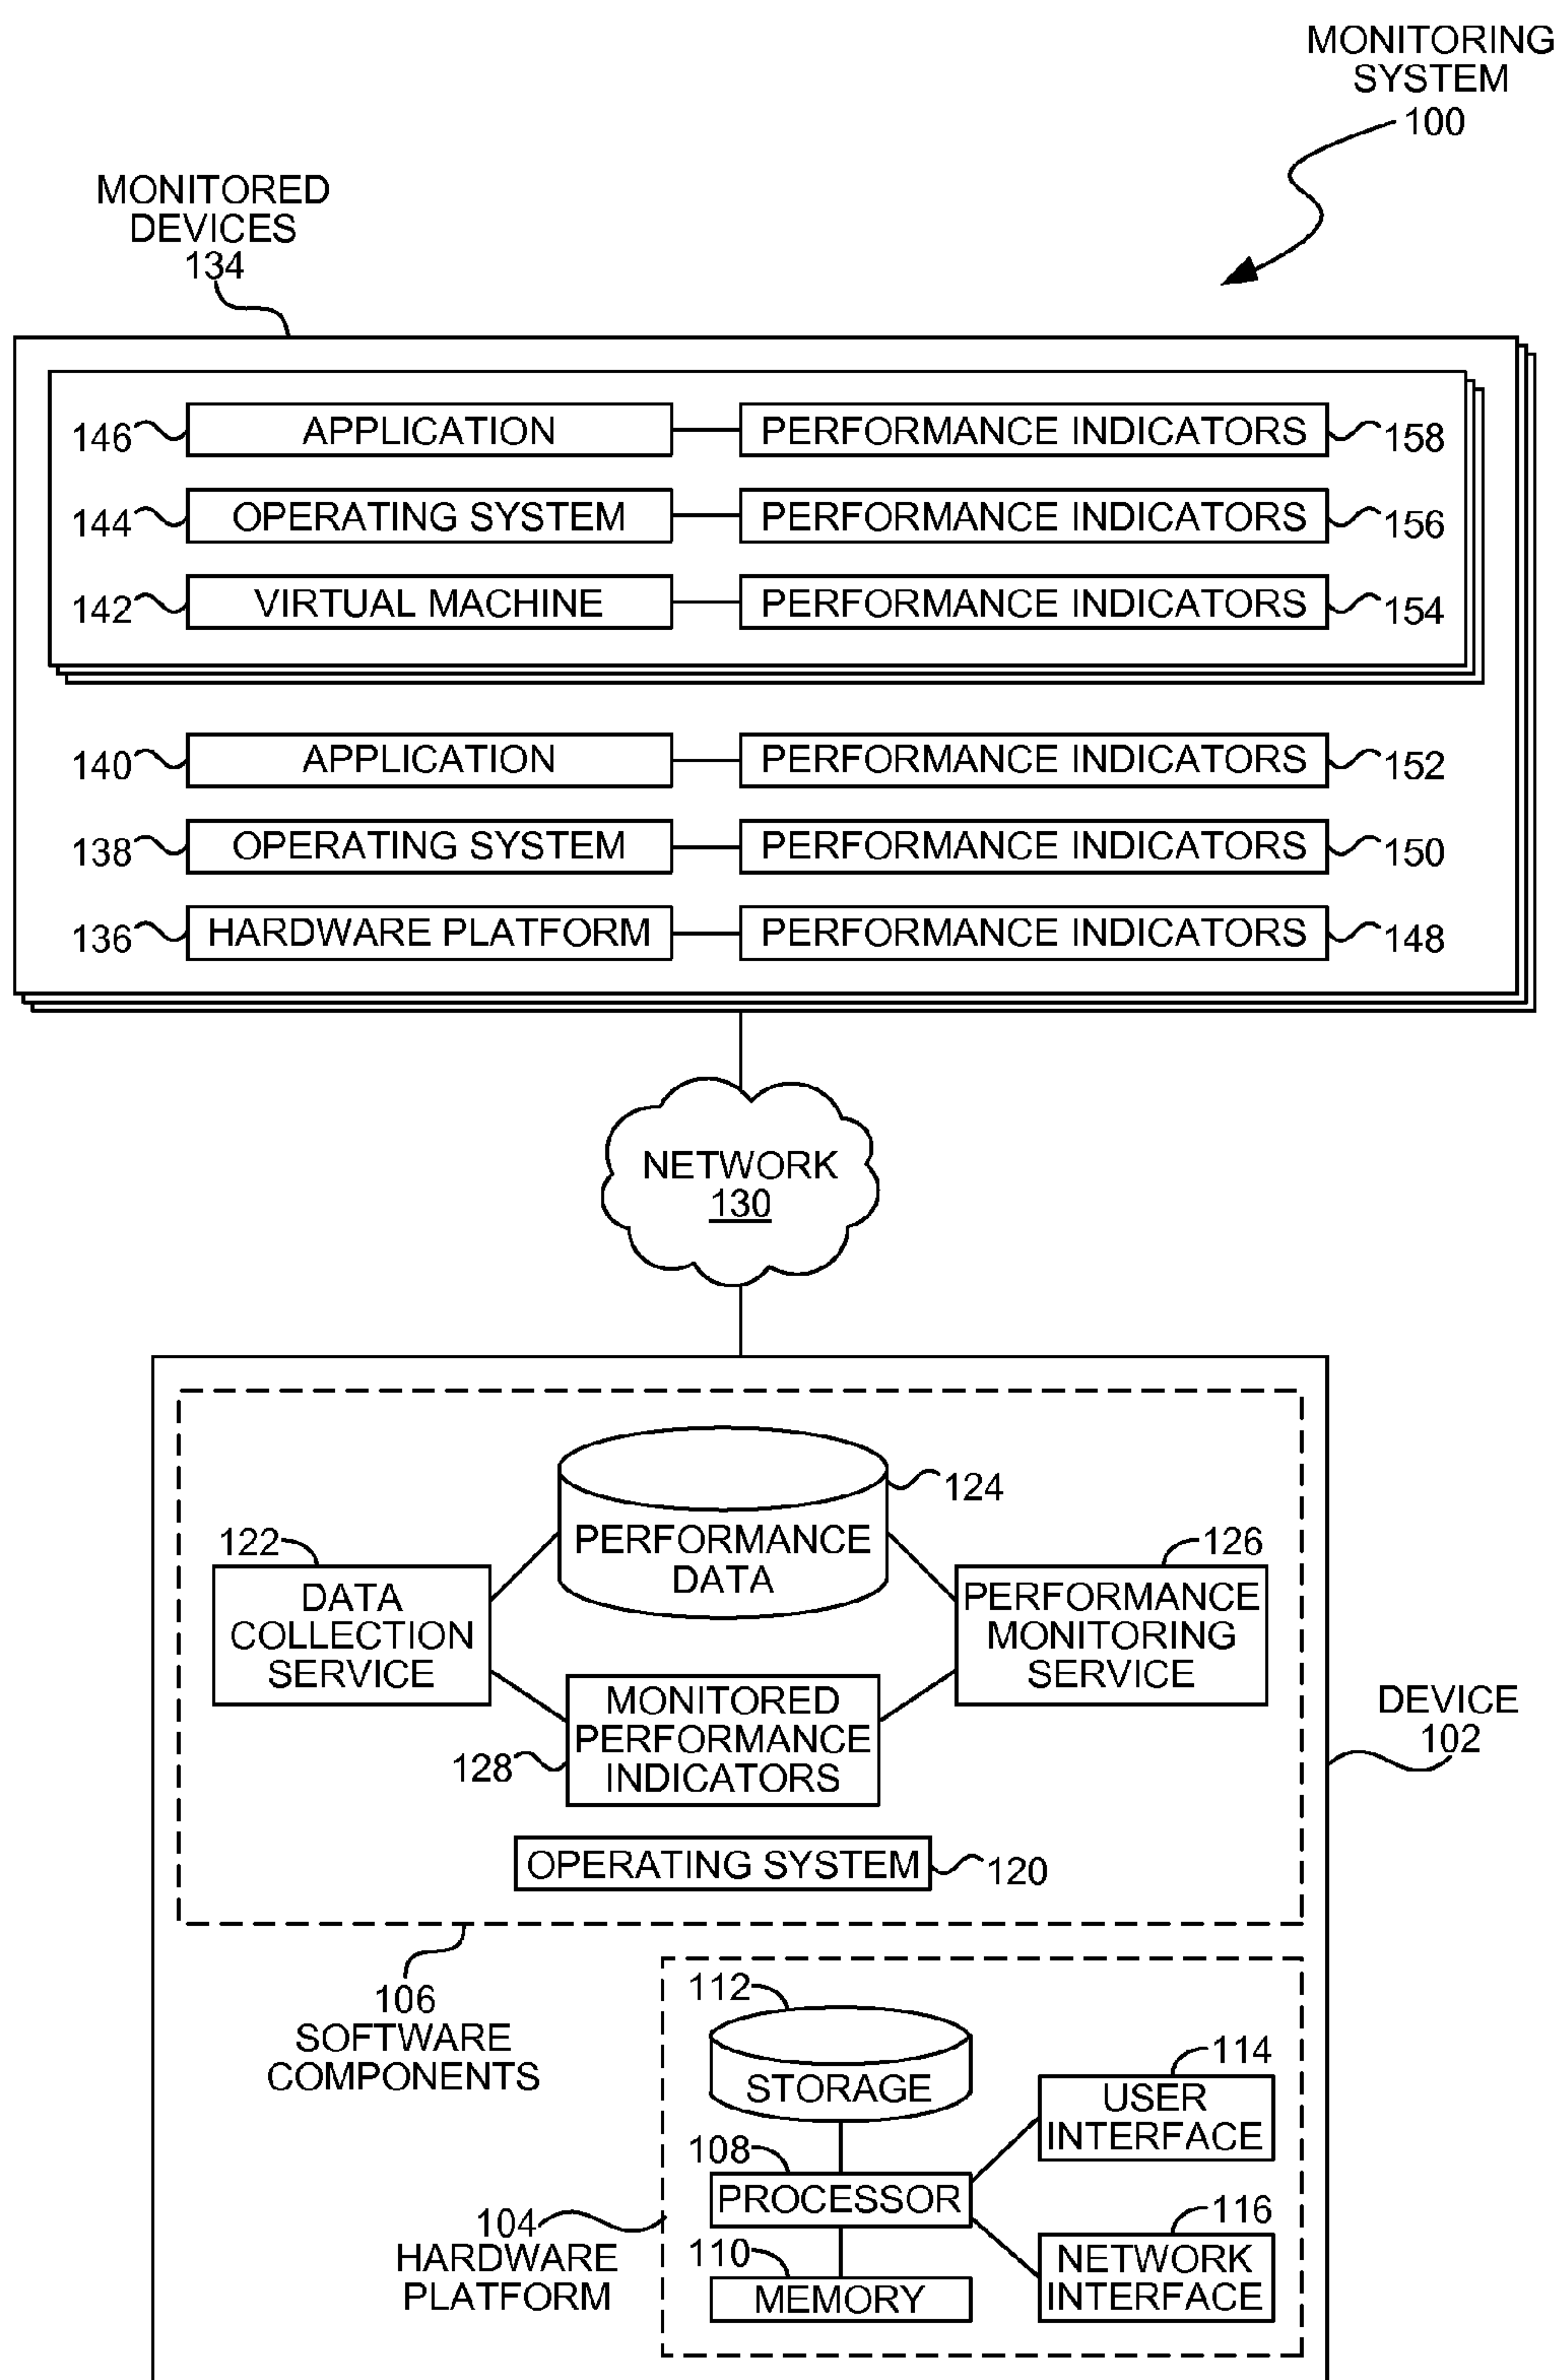 MONITORING
SYSTEM
100
MONITORED
DEVICES
134
146 APPLICATION PERFORMANCE INDICATORS 158
144 OPERATING SYSTEM PERFORMANCE INDICATORS 156
142 VIRTUAL MACHINE PERFORMANCE INDICATORS 154
140 APPLICATION PERFORMANCE INDICATORS 152
138 OPERATING SYSTEM PERFORMANCE INDICATORS 150
136 HARDWARE PLATFORM PERFORMANCE INDICATORS 148
NETWORK
130
124
PERFORMANCE
DATA
122
DATA
COLLECTION
SERVICE
126
PERFORMANCE
MONITORING
SERVICE
128
MONITORED
PERFORMANCE
INDICATORS
DEVICE
102
OPERATING SYSTEM 120
106
SOFTWARE
COMPONENTS
112
STORAGE
114
USER
INTERFACE
108
PROCESSOR
104
HARDWARE
PLATFORM
116
NETWORK
INTERFACE
110
MEMORY